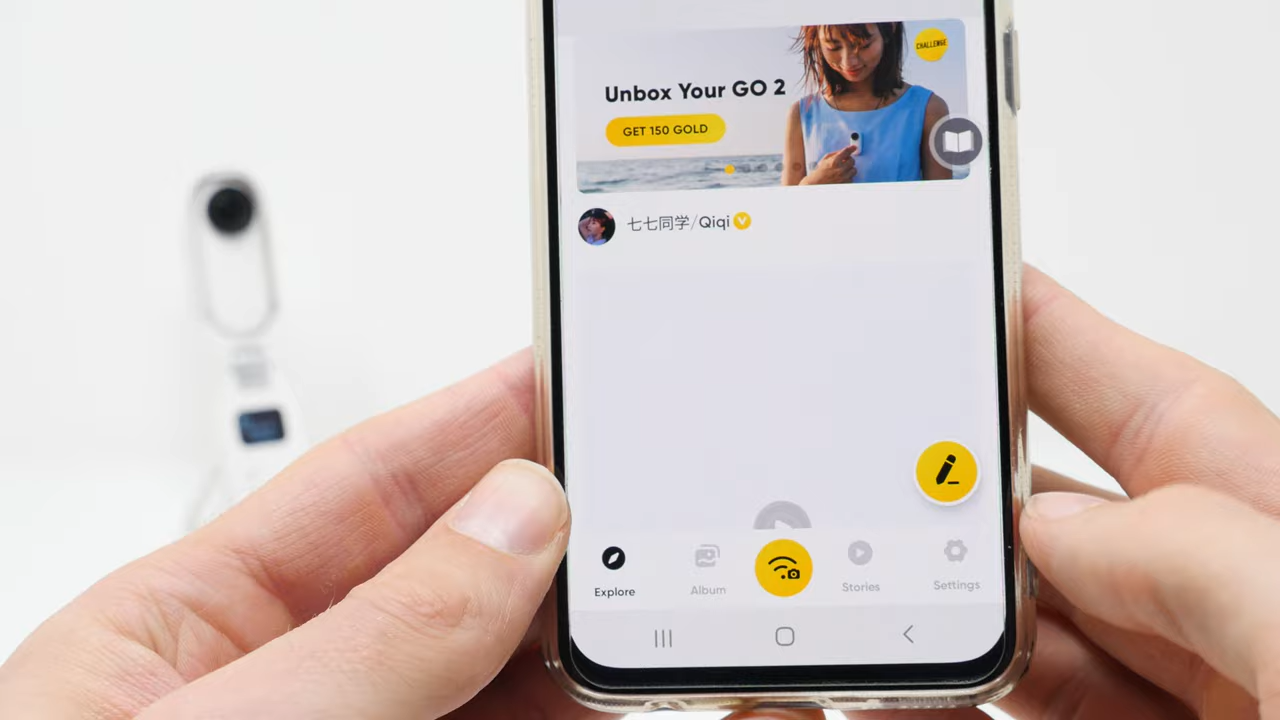 CHALLENGE
Unbox Your GO 2
GET 150 GOLD
七七同学/Qiqi
Explore
Album
Stories
Settings